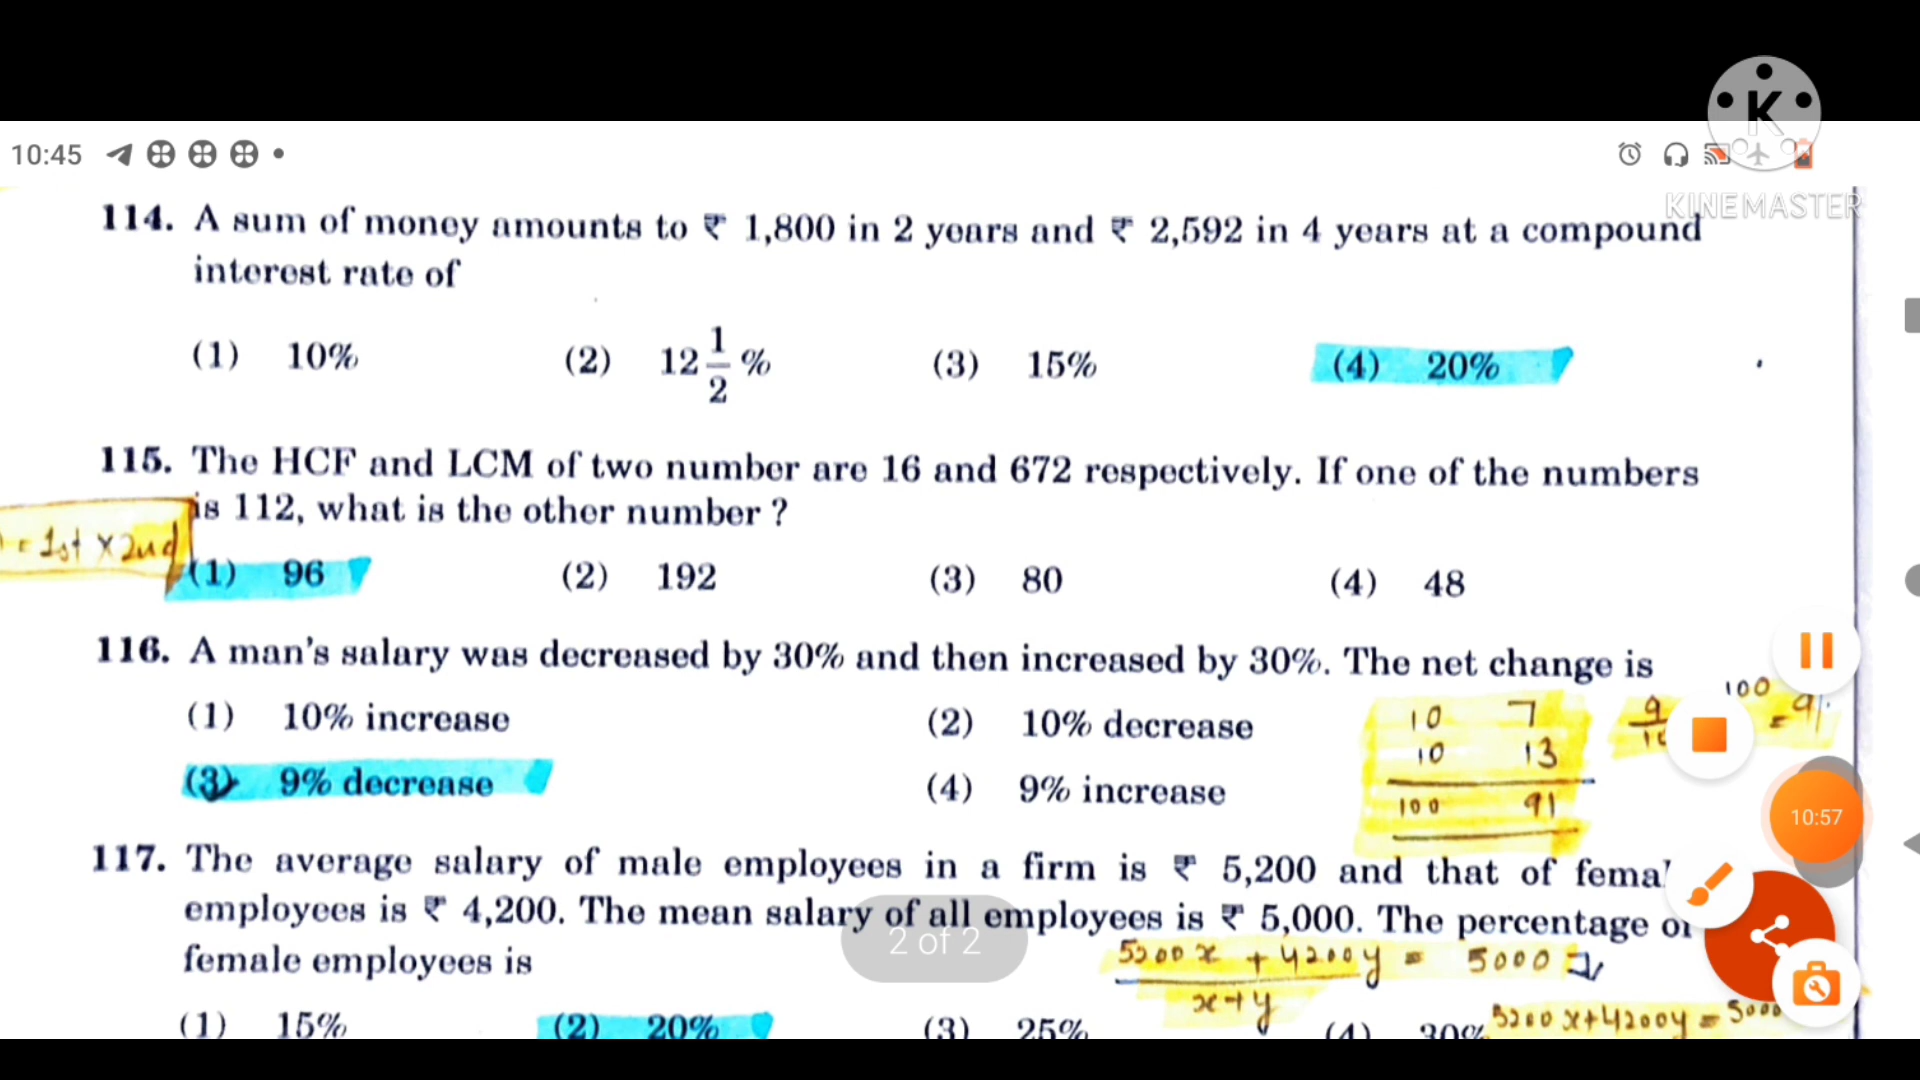 K
KINEMASTER
10:45
114. A sum of money amounts to ₹ 1,800 in 2 years and ₹ 2,592 in 4 years at a compound
interest rate of
(1) 10% (2) 12 1/2 % (3) 15% (4) 20%
115. The HCF and LCM of two number are 16 and 672 respectively. If one of the numbers
is 112, what is the other number ?
= 1st × 2nd
(1) 96 (2) 192 (3) 80 (4) 48
116. A man's salary was decreased by 30% and then increased by 30%. The net change is
(1) 10% increase (2) 10% decrease
10 7
10 13
100 91
100
(3) 9% decrease (4) 9% increase
10:57
117. The average salary of male employees in a firm is ₹ 5,200 and that of
employees is ₹ 4,200. The mean salary of all employees is ₹ 5,000. The percentage of
female employees is
2 of 2
5200x + 4200y = 5000
x+y
(1) 15% (2) 20% (3) 25% (4) 30%
5200x+4200y = 5000